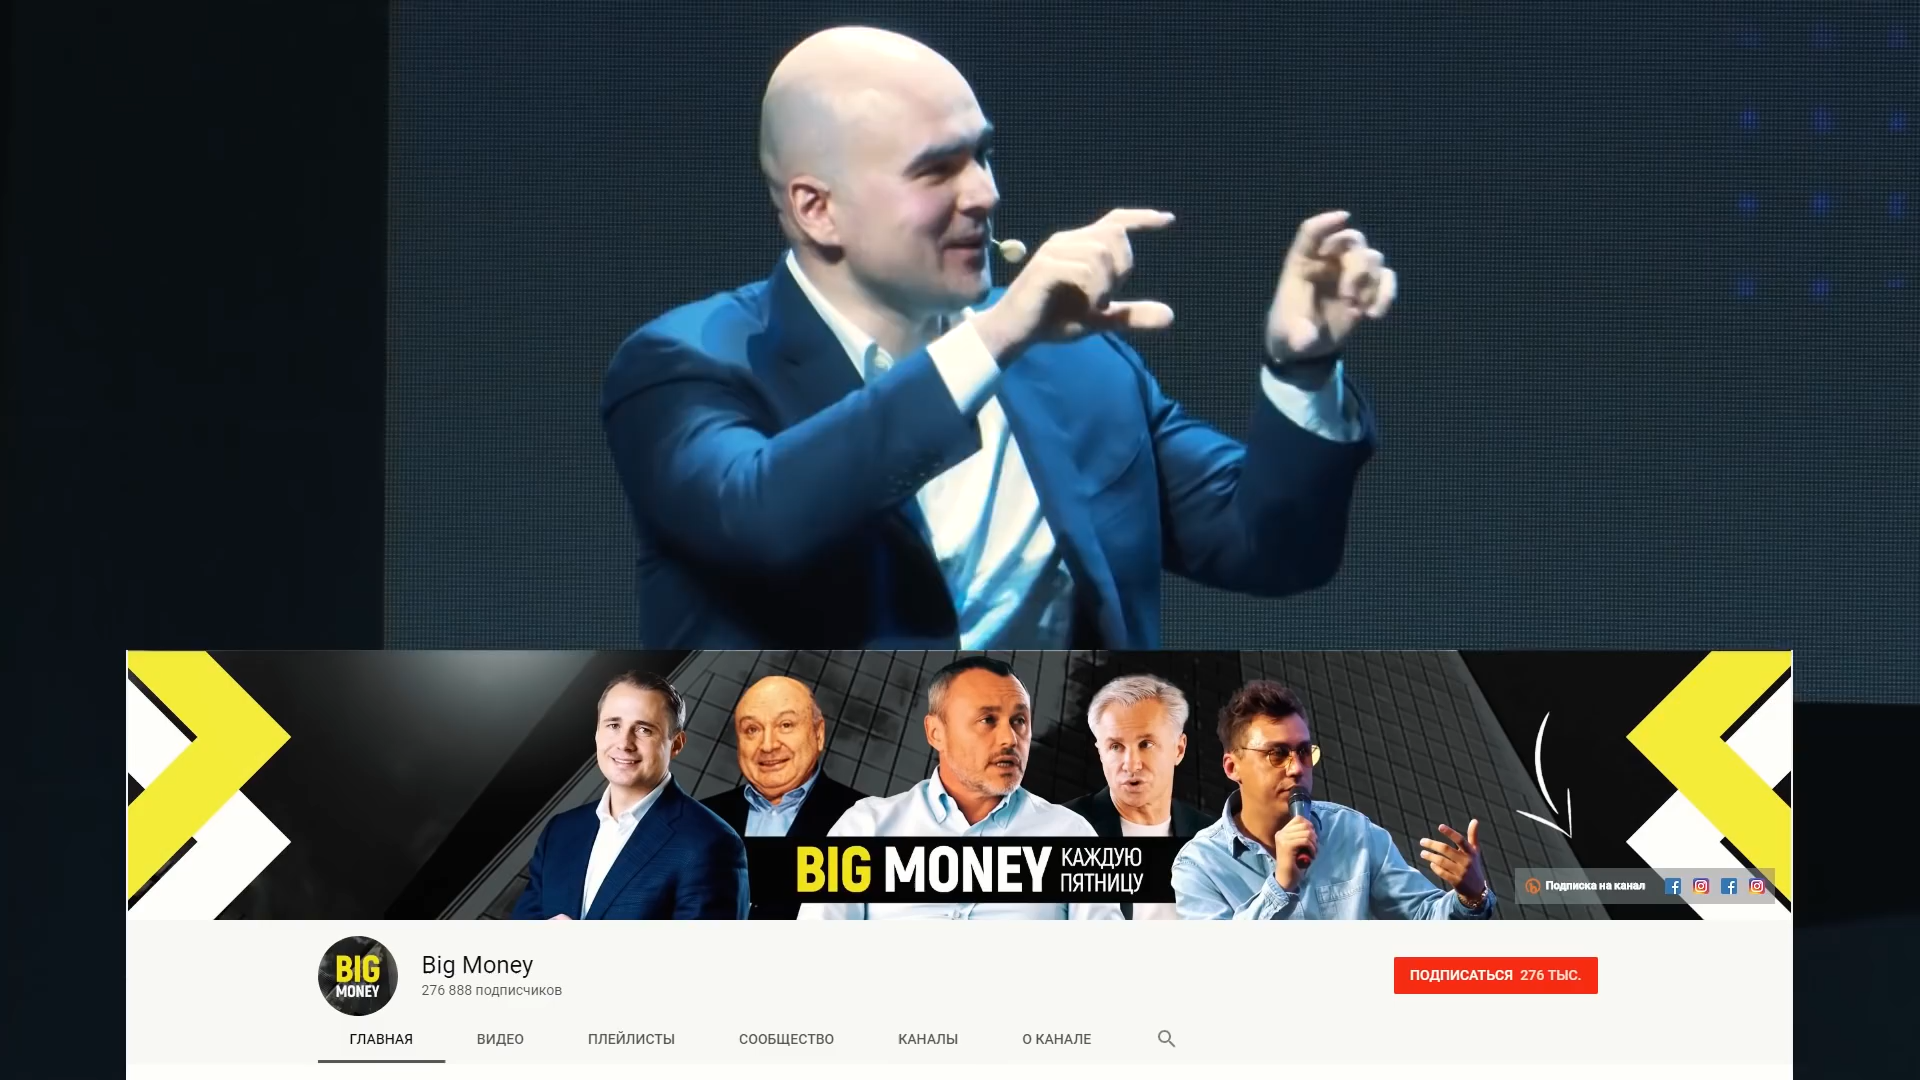 BIG MONEY КАЖДУЮ
ПЯТНИЦУ
Подписка на канал
BIG
MONEY
Big Money
276 888 подписчиков
ПОДПИСАТЬСЯ 276 ТЫС.
ГЛАВНАЯ ВИДЕО ПЛЕЙЛИСТЫ СООБЩЕСТВО КАНАЛЫ О КАНАЛЕ